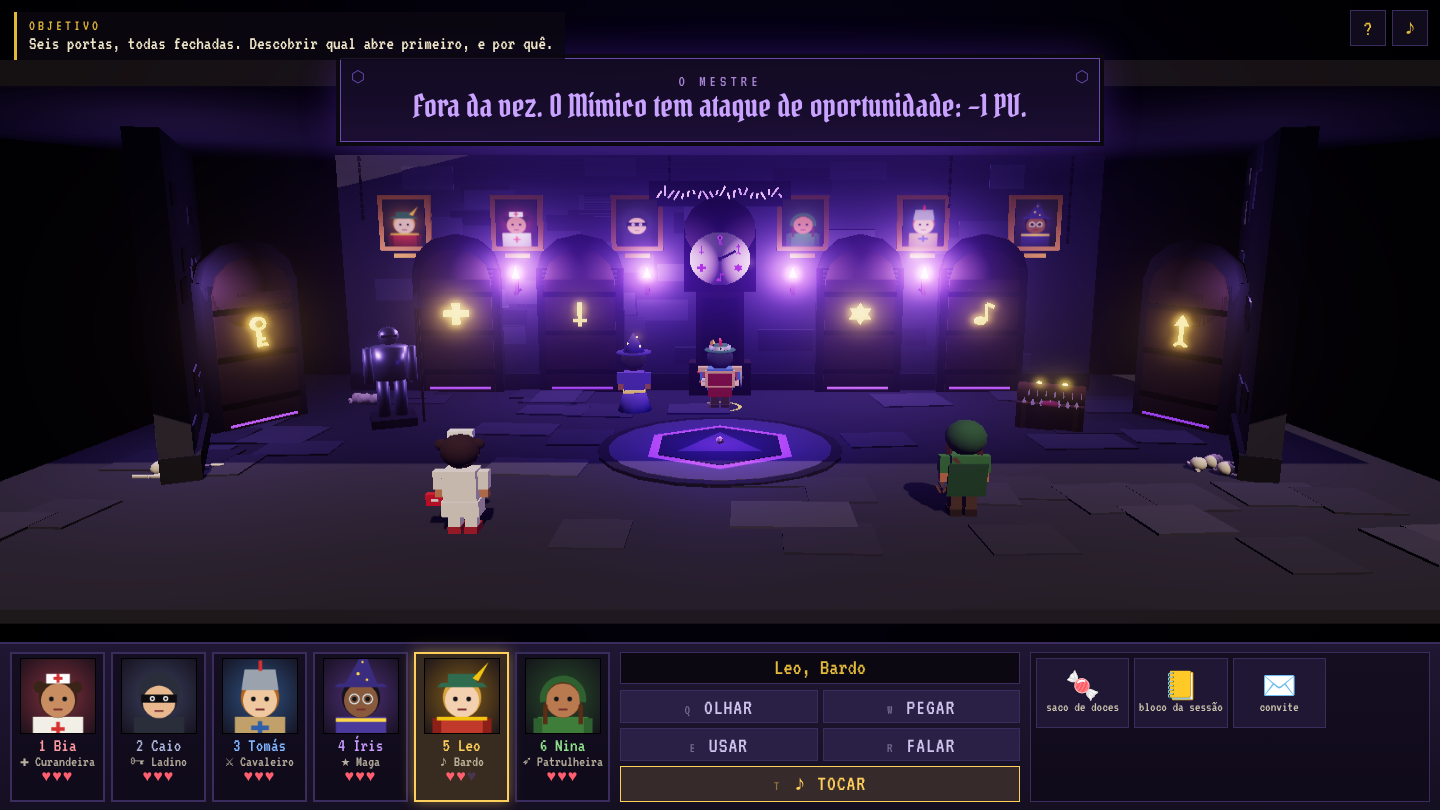 OBJETIVO
Seis portas, todas fechadas. Descobrir qual abre primeiro, e por quê.
?
♪
O MESTRE
Fora da vez. O Mímico tem ataque de oportunidade: −1 PV.
1 Bia
✚ Curandeira
2 Caio
Ladino
3 Tomás
⚔ Cavaleiro
4 Íris
★ Maga
5 Leo
♪ Bardo
6 Nina
➶ Patrulheira
Leo, Bardo
Q OLHAR
W PEGAR
E USAR
R FALAR
T ♪ TOCAR
saco de doces
bloco da sessão
convite